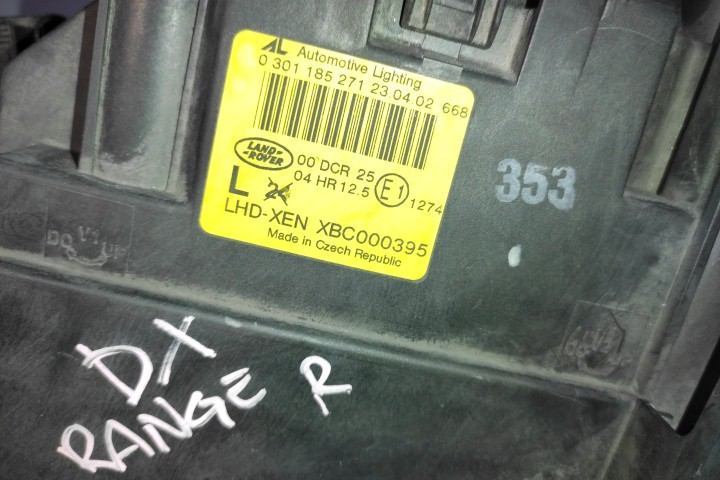 AL Automotive Lighting
0 301 185 271 23 04 02 668
LAND-ROVER
00 DCR 25
04 HR 12.5
E1
1274
L
LHD-XEN XBC000395
Made in Czech Republic
353
DX
RANGE R